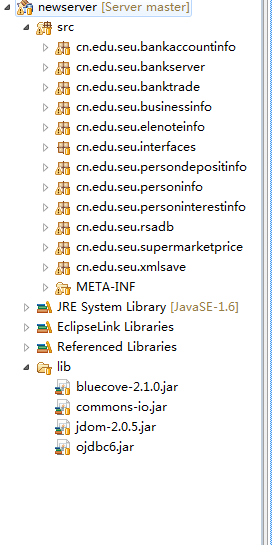 newserver [Server master]
src
cn.edu.seu.bankaccountinfo
cn.edu.seu.bankserver
cn.edu.seu.banktrade
cn.edu.seu.businessinfo
cn.edu.seu.elenoteinfo
cn.edu.seu.interfaces
cn.edu.seu.persondepositinfo
cn.edu.seu.personinfo
cn.edu.seu.personinterestinfo
cn.edu.seu.rsadb
cn.edu.seu.supermarketprice
cn.edu.seu.xmlsave
META-INF
JRE System Library [JavaSE-1.6]
EclipseLink Libraries
Referenced Libraries
lib
bluecove-2.1.0.jar
commons-io.jar
jdom-2.0.5.jar
ojdbc6.jar